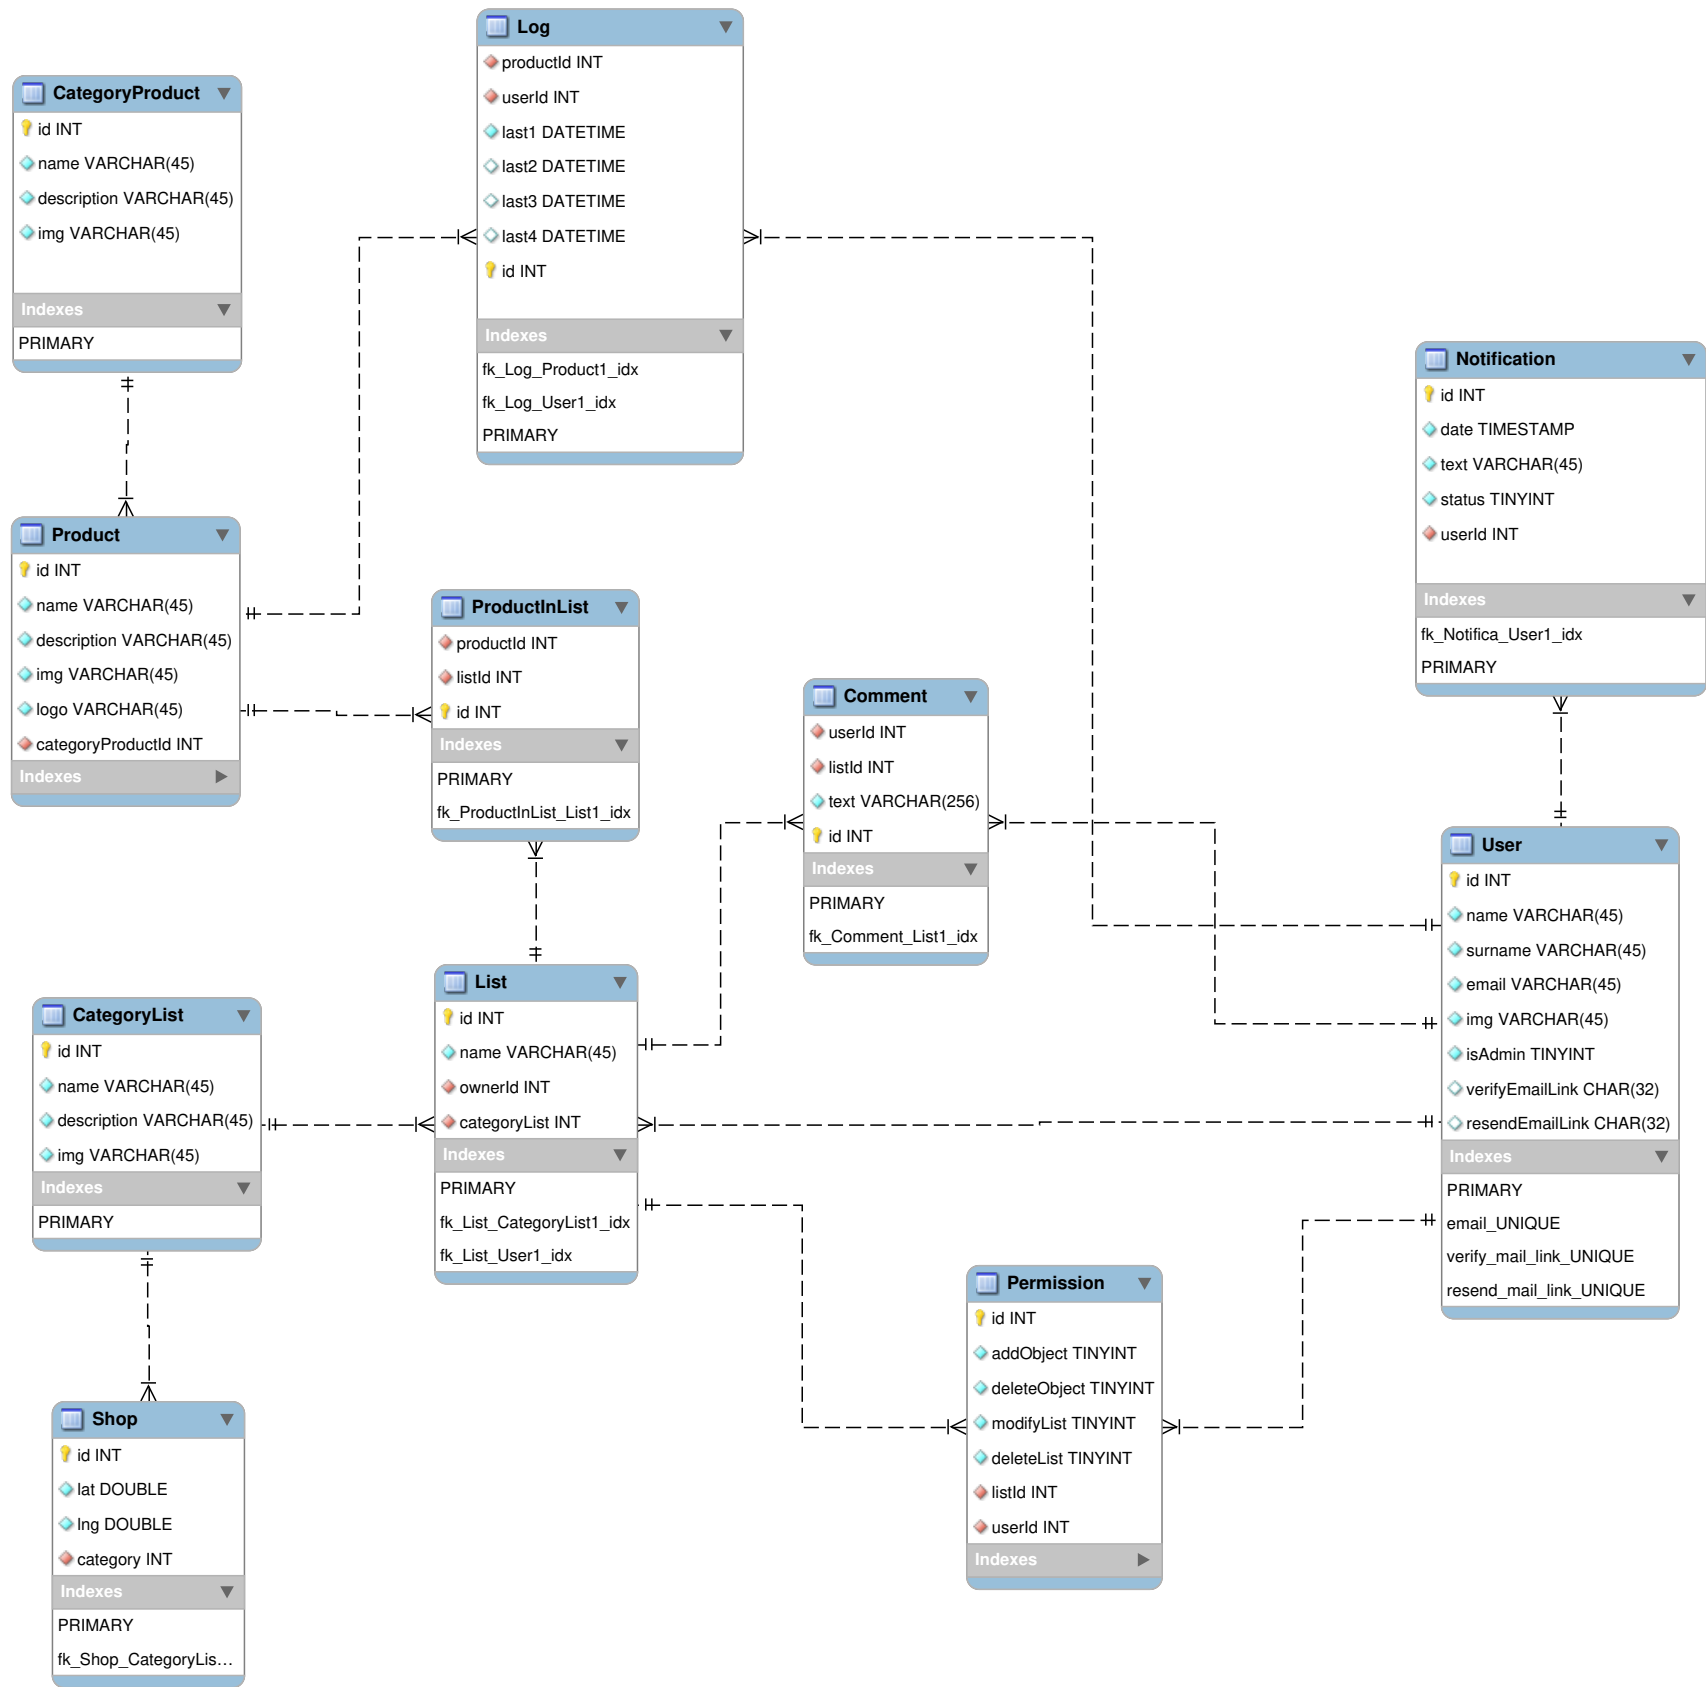 Log
productId INT
userId INT
last1 DATETIME
last2 DATETIME
last3 DATETIME
last4 DATETIME
id INT
Indexes
fk_Log_Product1_idx
fk_Log_User1_idx
PRIMARY
CategoryProduct
id INT
name VARCHAR(45)
description VARCHAR(45)
img VARCHAR(45)
Indexes
PRIMARY
Notification
id INT
date TIMESTAMP
text VARCHAR(45)
status TINYINT
userId INT
Indexes
fk_Notifica_User1_idx
PRIMARY
Product
id INT
name VARCHAR(45)
description VARCHAR(45)
img VARCHAR(45)
logo VARCHAR(45)
categoryProductId INT
Indexes
ProductInList
productId INT
listId INT
id INT
Indexes
PRIMARY
fk_ProductInList_List1_idx
Comment
userId INT
listId INT
text VARCHAR(256)
id INT
Indexes
PRIMARY
fk_Comment_List1_idx
User
id INT
name VARCHAR(45)
surname VARCHAR(45)
email VARCHAR(45)
img VARCHAR(45)
isAdmin TINYINT
verifyEmailLink CHAR(32)
resendEmailLink CHAR(32)
Indexes
PRIMARY
email_UNIQUE
verify_mail_link_UNIQUE
resend_mail_link_UNIQUE
List
id INT
name VARCHAR(45)
ownerId INT
categoryList INT
Indexes
PRIMARY
fk_List_CategoryList1_idx
fk_List_User1_idx
CategoryList
id INT
name VARCHAR(45)
description VARCHAR(45)
img VARCHAR(45)
Indexes
PRIMARY
Permission
id INT
addObject TINYINT
deleteObject TINYINT
modifyList TINYINT
deleteList TINYINT
listId INT
userId INT
Indexes
Shop
id INT
lat DOUBLE
lng DOUBLE
category INT
Indexes
PRIMARY
fk_Shop_CategoryLis...